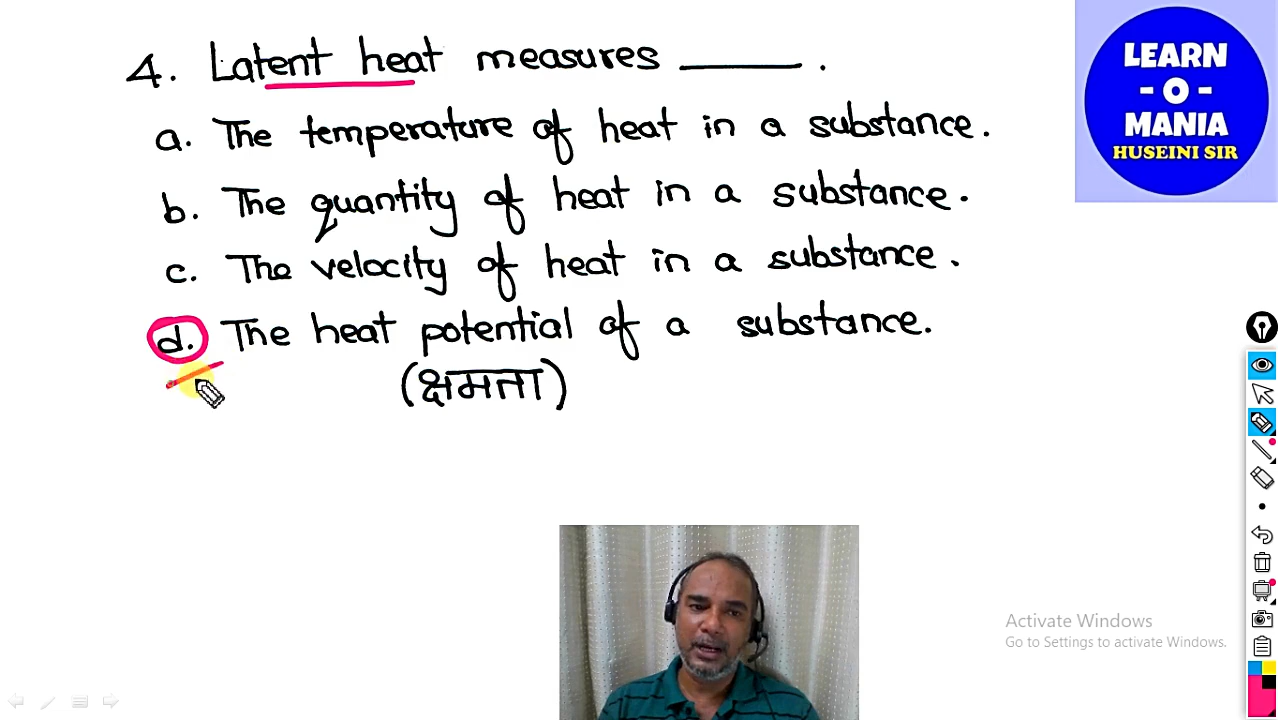 4. Latent heat measures ______ .
a. The temperature of heat in a substance.
b. The quantity of heat in a substance.
c. The velocity of heat in a substance.
d. The heat potential of a substance.
(क्षमता)
LEARN
- O -
MANIA
HUSEINI SIR
Activate Windows
Go to Settings to activate Windows.